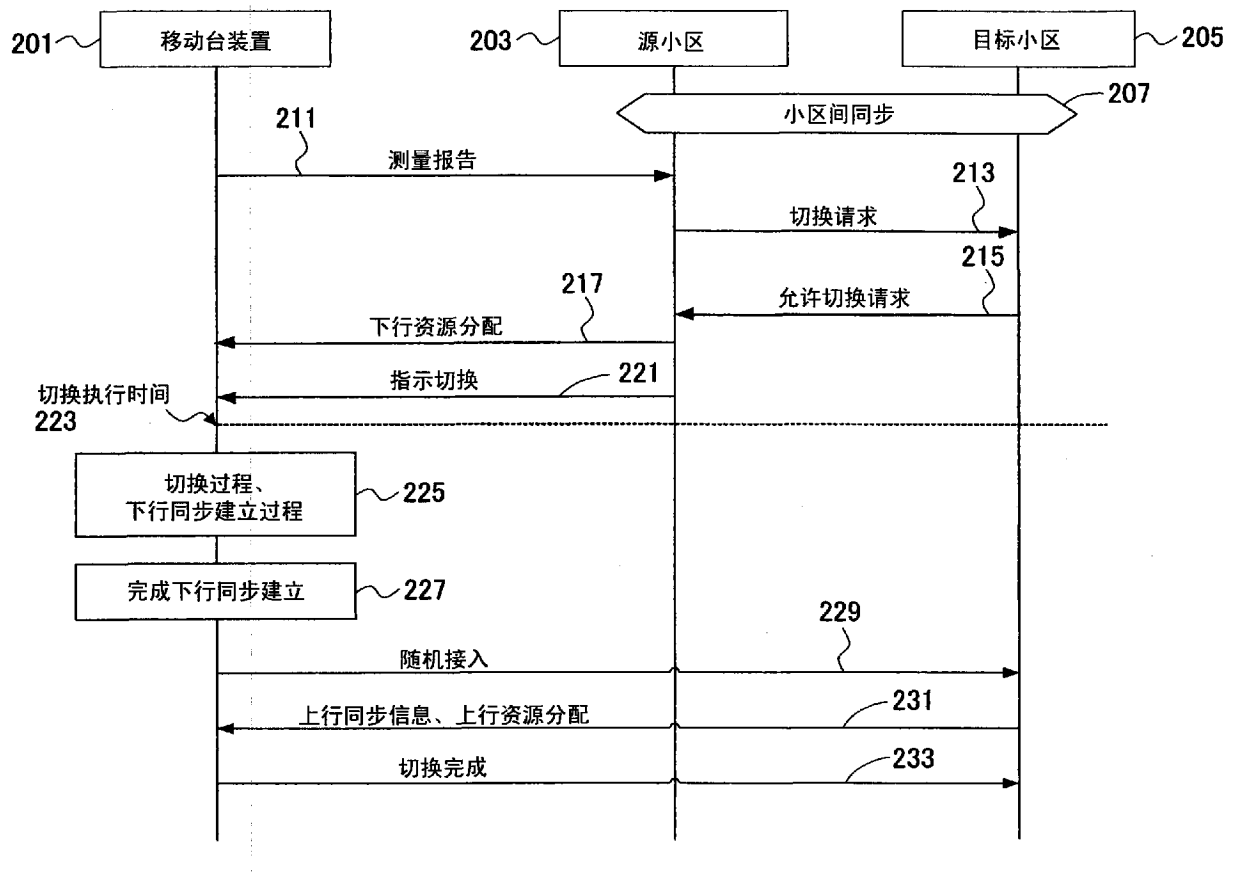 201
移动台装置
203
源小区
目标小区
205
小区间同步
207
211
测量报告
213
切换请求
215
允许切换请求
217
下行资源分配
221
指示切换
切换执行时间
223
切换过程、
下行同步建立过程
225
完成下行同步建立
227
229
随机接入
231
上行同步信息、上行资源分配
切换完成
233